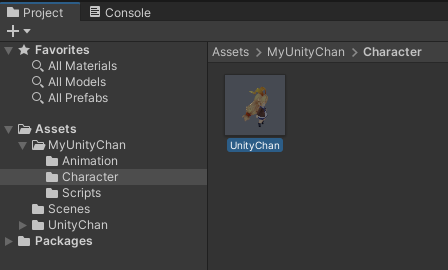 Project
Console
Favorites
All Materials
All Models
All Prefabs
Assets
MyUnityChan
Animation
Character
Scripts
Scenes
UnityChan
Packages
Assets > MyUnityChan > Character
UnityChan